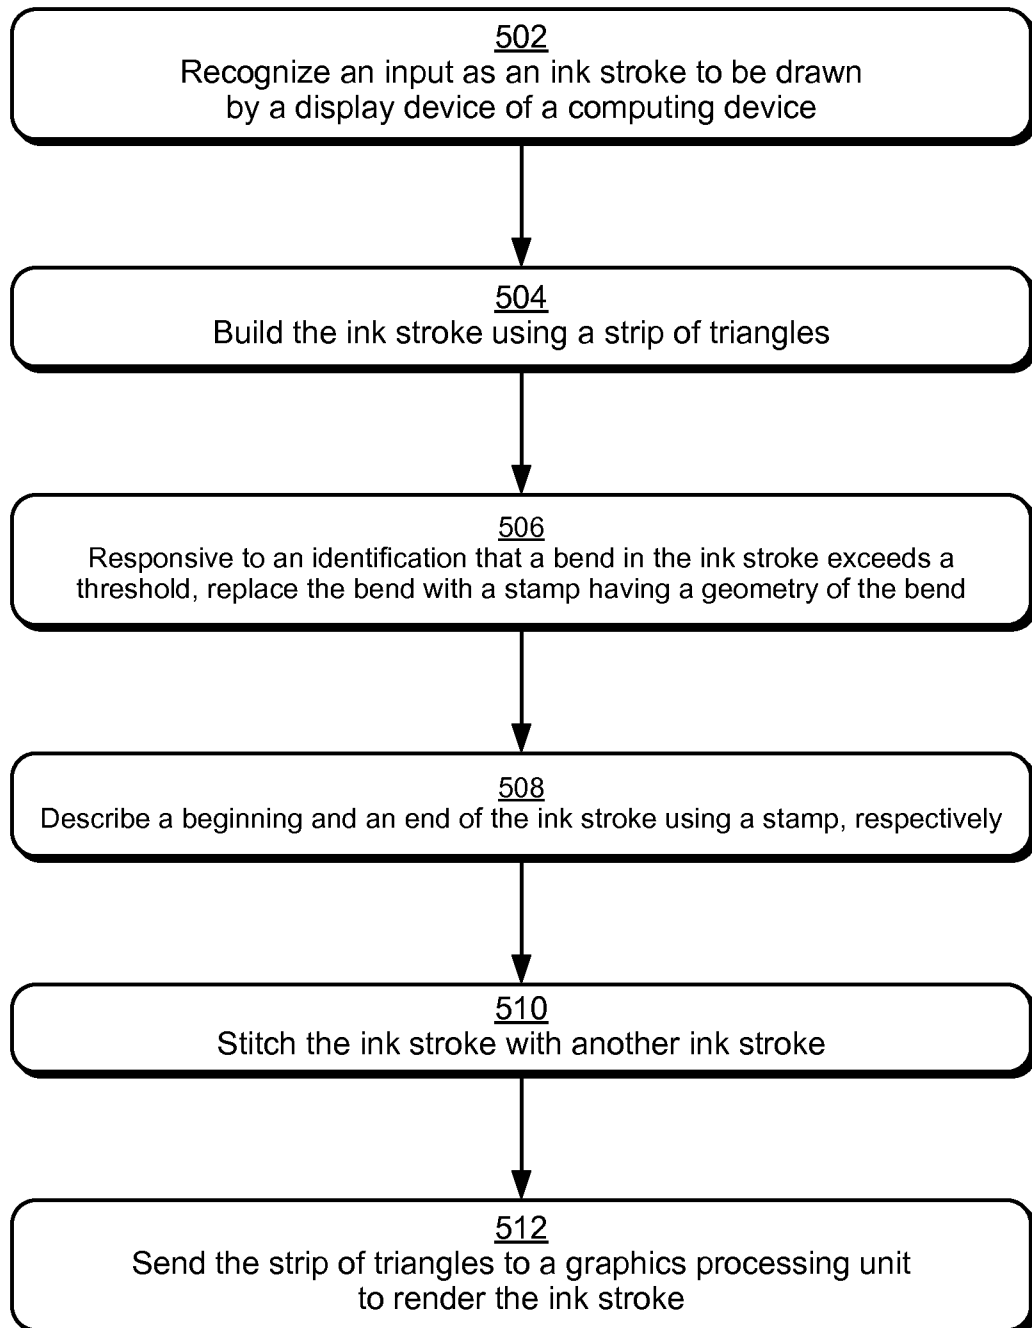 502
Recognize an input as an ink stroke to be drawn
by a display device of a computing device
504
Build the ink stroke using a strip of triangles
506
Responsive to an identification that a bend in the ink stroke exceeds a
threshold, replace the bend with a stamp having a geometry of the bend
508
Describe a beginning and an end of the ink stroke using a stamp, respectively
510
Stitch the ink stroke with another ink stroke
512
Send the strip of triangles to a graphics processing unit
to render the ink stroke